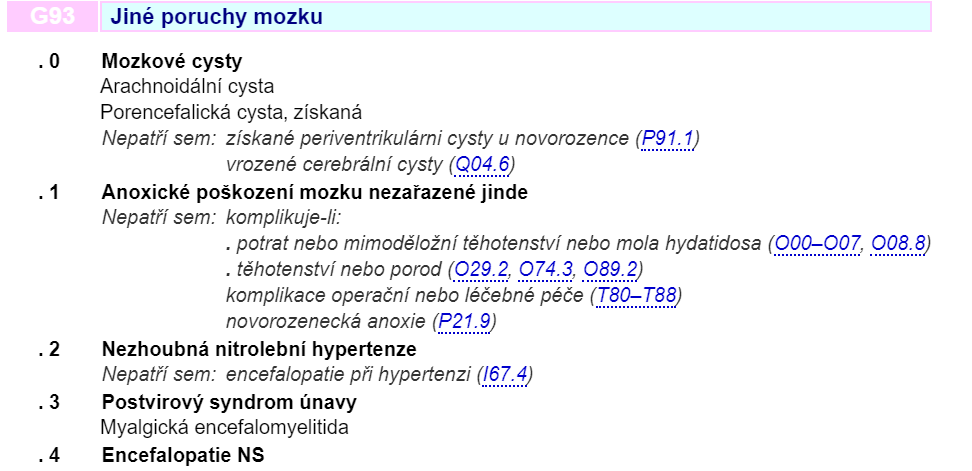 G93 Jiné poruchy mozku
. 0 Mozkové cysty
Arachnoidální cysta
Porencefalická cysta, získaná
Nepatří sem: získané periventrikulárni cysty u novorozence (P91.1)
vrozené cerebrální cysty (Q04.6)
. 1 Anoxické poškození mozku nezařazené jinde
Nepatří sem: komplikuje-li:
. potrat nebo mimoděložní těhotenství nebo mola hydatidosa (O00–O07, O08.8)
. těhotenství nebo porod (O29.2, O74.3, O89.2)
komplikace operační nebo léčebné péče (T80–T88)
novorozenecká anoxie (P21.9)
. 2 Nezhoubná nitrolební hypertenze
Nepatří sem: encefalopatie při hypertenzi (I67.4)
. 3 Postvirový syndrom únavy
Myalgická encefalomyelitida
. 4 Encefalopatie NS